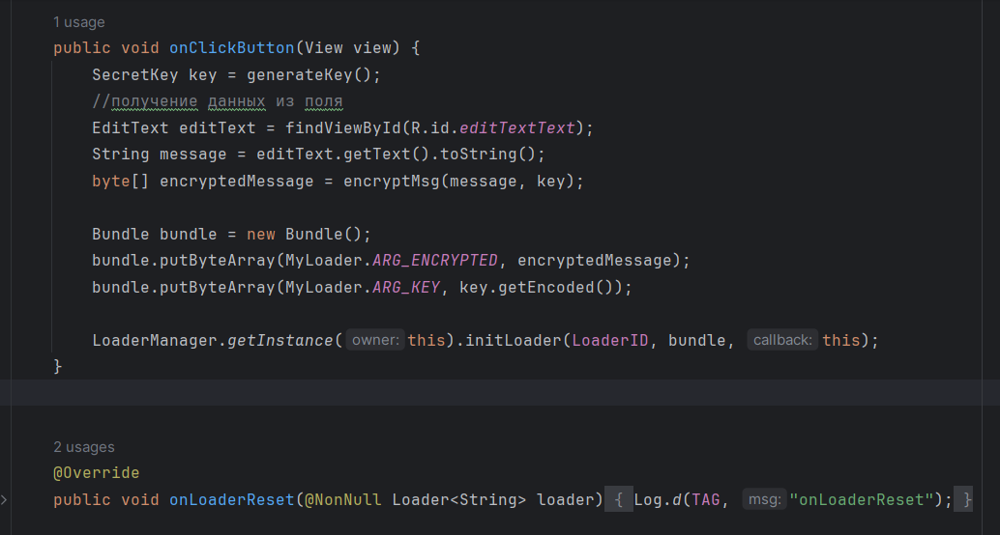 1 usage
public void onClickButton(View view) {
SecretKey key = generateKey();
//получение данных из поля
EditText editText = findViewById(R.id.editTextText);
String message = editText.getText().toString();
byte[] encryptedMessage = encryptMsg(message, key);
Bundle bundle = new Bundle();
bundle.putByteArray(MyLoader.ARG_ENCRYPTED, encryptedMessage);
bundle.putByteArray(MyLoader.ARG_KEY, key.getEncoded());
LoaderManager.getInstance( owner: this).initLoader(LoaderID, bundle, callback: this);
}
2 usages
@Override
public void onLoaderReset(@NonNull Loader<String> loader) { Log.d(TAG, msg: "onLoaderReset"); }